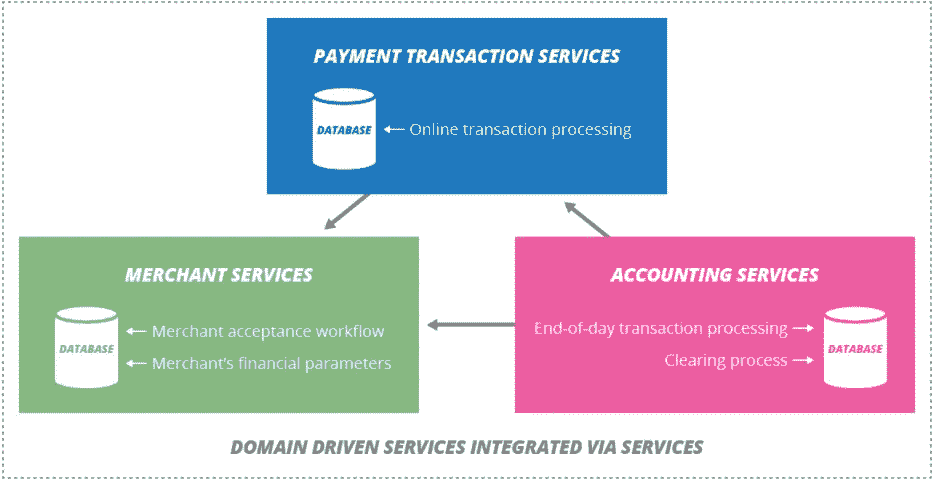 PAYMENT TRANSACTION SERVICES
DATABASE
Online transaction processing
MERCHANT SERVICES
DATABASE
Merchant acceptance workflow
Merchant's financial parameters
ACCOUNTING SERVICES
End-of-day transaction processing
Clearing process
DATABASE
DOMAIN DRIVEN SERVICES INTEGRATED VIA SERVICES